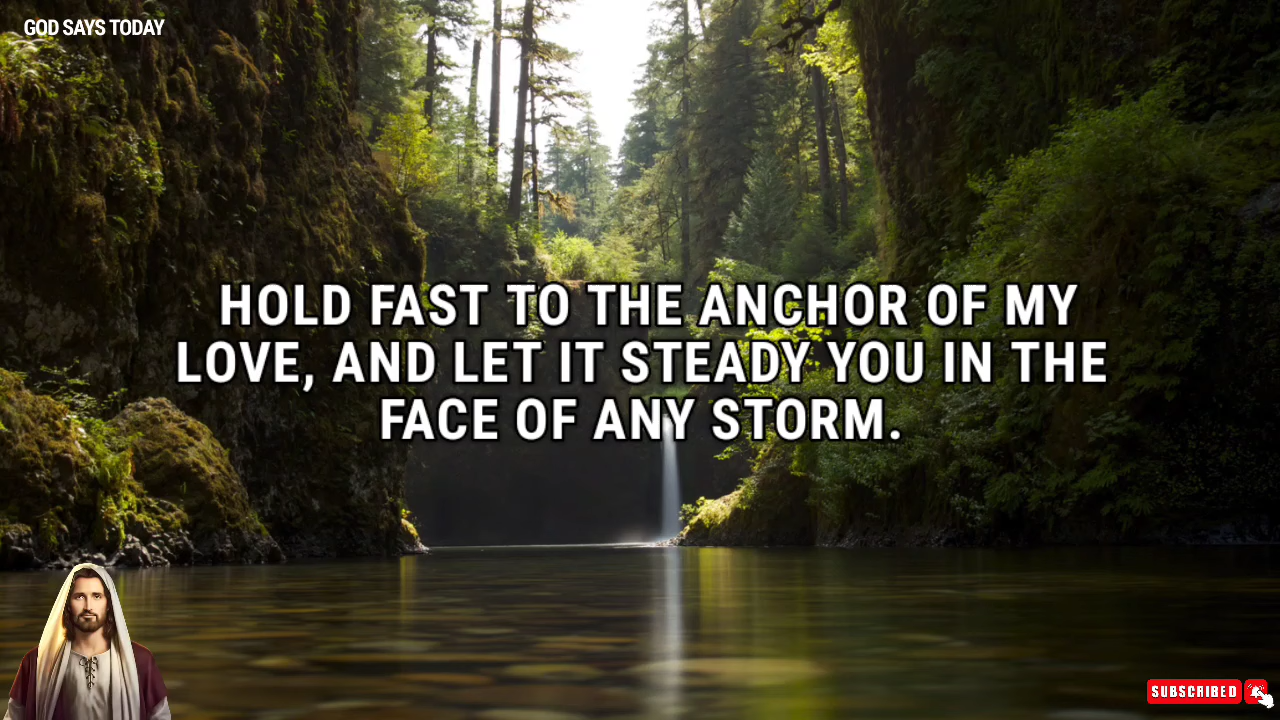 GOD SAYS TODAY
HOLD FAST TO THE ANCHOR OF MY
LOVE, AND LET IT STEADY YOU IN THE
FACE OF ANY STORM.
SUBSCRIBED